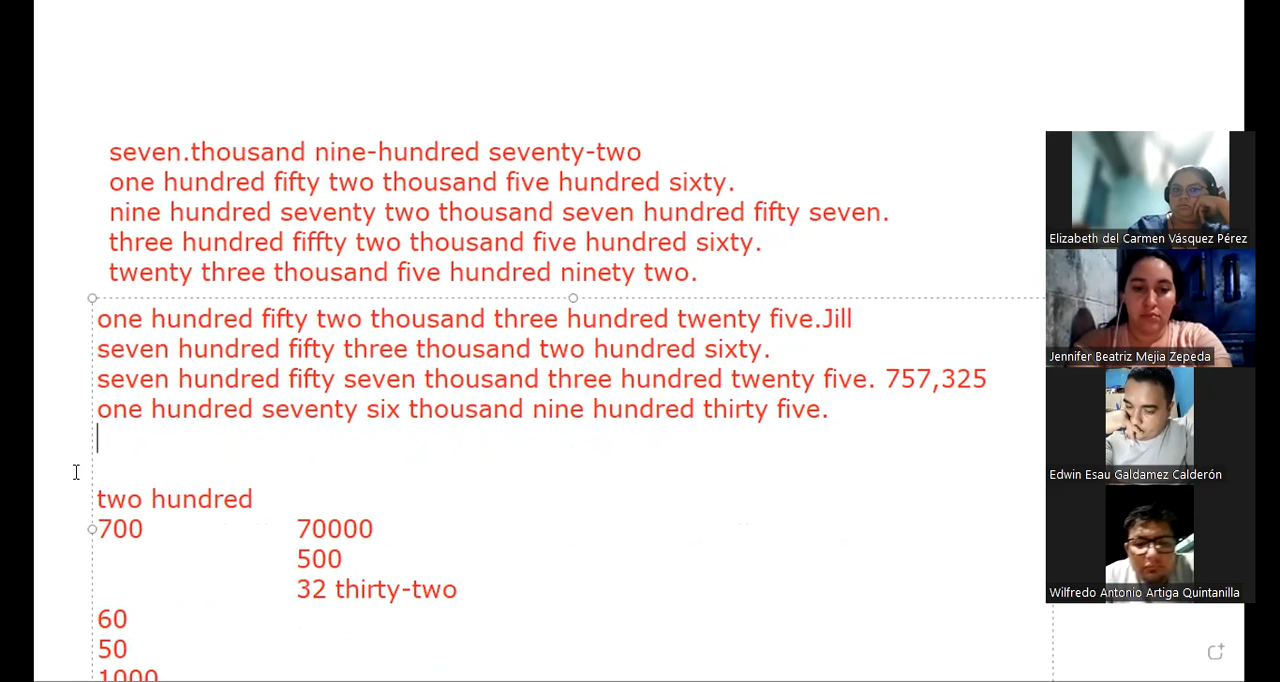 seven.thousand nine-hundred seventy-two
one hundred fifty two thousand five hundred sixty.
nine hundred seventy two thousand seven hundred fifty seven.
three hundred fiffty two thousand five hundred sixty.
twenty three thousand five hundred ninety two.
one hundred fifty two thousand three hundred twenty five.Jill
seven hundred fifty three thousand two hundred sixty.
seven hundred fifty seven thousand three hundred twenty five. 757,325
one hundred seventy six thousand nine hundred thirty five.
two hundred
700 70000
500
32 thirty-two
60
50
1000
Elizabeth del Carmen Vásquez Pérez
Jennifer Beatriz Mejia Zepeda
Edwin Esau Galdamez Calderón
Wilfredo Antonio Artiga Quintanilla